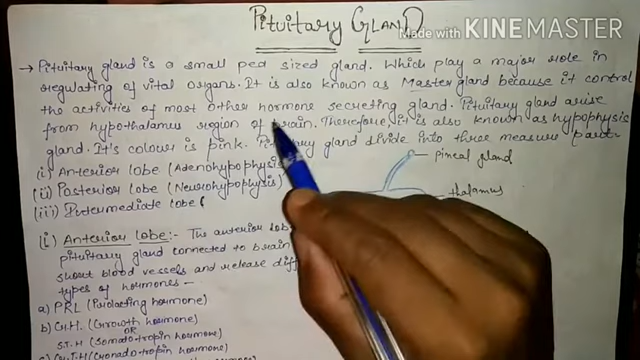 Pituitary GLAND
Made with KINEMASTER
→ Pituitary gland is a small pea sized gland. Which play a major role in
regulating of vital organs. It is also known as Master gland because it control
the activities of most other hormone secreting gland. Pituitary gland arise
from hypothalamus region of brain. Therefore it is also known as hypophysis
gland. It's colour is pink. Pituitary gland divide into three measure part-
(i) Anterior lobe (Adenohypophysis)
(ii) Posterior lobe (Neurohypophysis)
(iii) Intermediate lobe (
pineal gland
thalamus
(i) Anterior lobe:- The anterior lobe
pituitary gland connected to brain
short blood vessels and release diff
types of hormones-
a) PRL (Prolacting hormone)
b) G.H. (Growth hormone)
OR
S.T.H (Somato-tropin hormone)